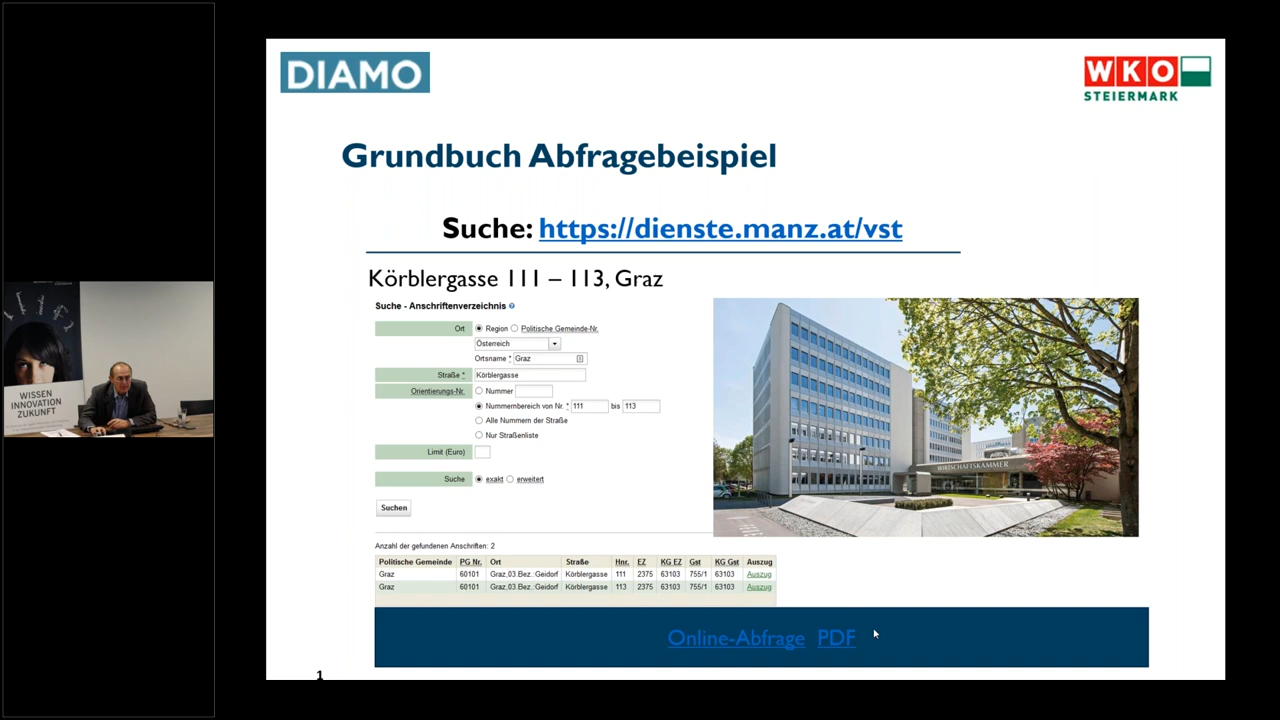 DIAMO
WKO
STEIERMARK
Grundbuch Abfragebeispiel
Suche: https://dienste.manz.at/vst
Körblergasse 111 – 113, Graz
Suche - Anschriftenverzeichnis ?
Ort Region Politische Gemeinde-Nr.
Österreich
Ortsname * Graz
Straße * Körblergasse
Orientierungs-Nr. Nummer
Nummernbereich von Nr. * 111 bis 113
Alle Nummern der Straße
Nur Straßenliste
Limit (Euro)
Suche exakt erweitert
Suchen
WIRTSCHAFTSKAMMER
Anzahl der gefundenen Anschriften: 2
Politische Gemeinde PG Nr. Ort Straße Hnr. EZ KG EZ Gst KG Gst Auszug
Graz 60101 Graz,03.Bez.:Geidorf Körblergasse 111 2375 63103 755/1 63103 Auszug
Graz 60101 Graz,03.Bez.:Geidorf Körblergasse 113 2375 63103 755/1 63103 Auszug
Online-Abfrage PDF
1
WISSEN
INNOVATION
ZUKUNFT